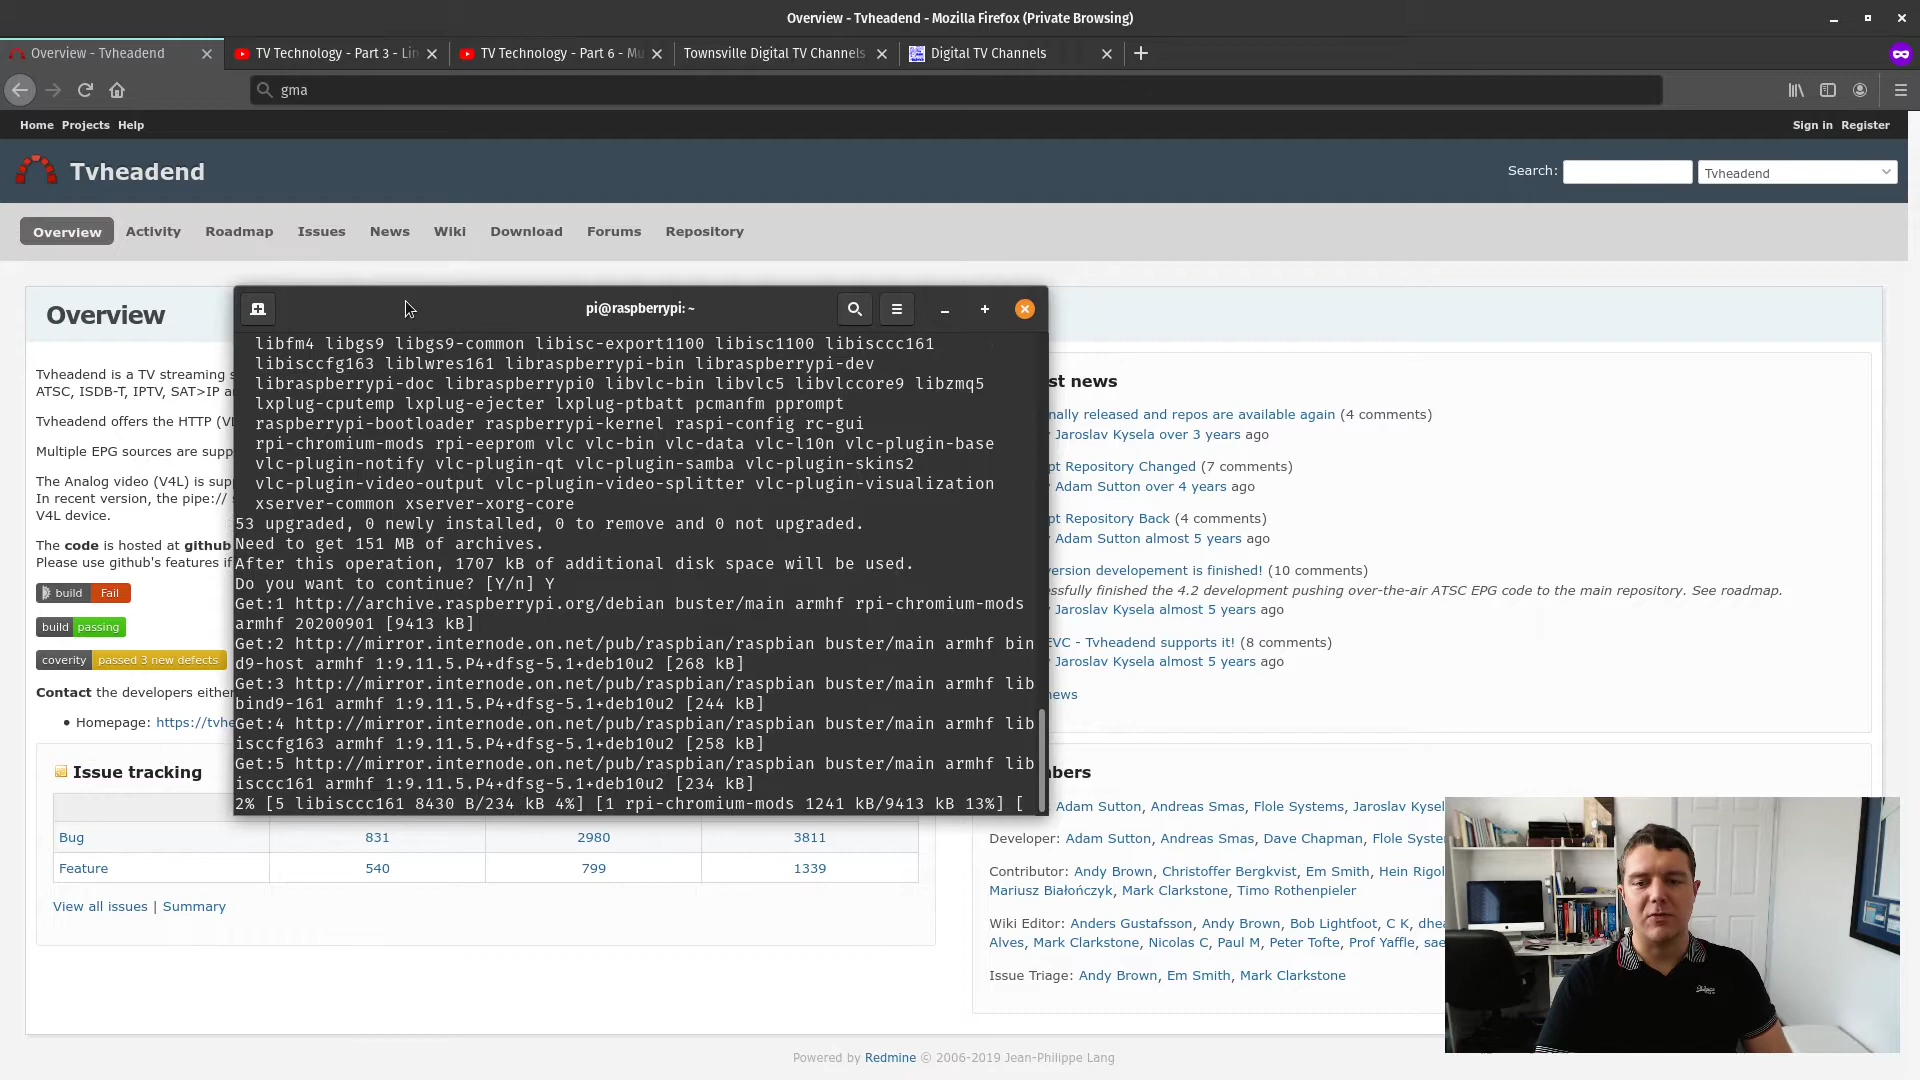 Overview - Tvheadend - Mozilla Firefox (Private Browsing)
Overview - Tvheadend
TV Technology - Part 3 - Lin
TV Technology - Part 6 - Mu
Townsville Digital TV Channels
Digital TV Channels
gma
Home Projects Help
Sign in Register
Tvheadend
Search:
Tvheadend
Overview Activity Roadmap Issues News Wiki Download Forums Repository
Overview
Tvheadend is a TV streaming s
ATSC, ISDB-T, IPTV, SAT>IP a
Tvheadend offers the HTTP (VL
Multiple EPG sources are supp
The Analog video (V4L) is sup
In recent version, the pipe://
V4L device.
The code is hosted at github
Please use github's features if
build Fail
build passing
coverity passed 3 new defects
Contact the developers either
• Homepage: https://tvhe
pi@raspberrypi: ~
libfm4 libgs9 libgs9-common libisc-export1100 libisc1100 libisccc161
libisccfg163 liblwres161 libraspberrypi-bin libraspberrypi-dev
libraspberrypi-doc libraspberrypi0 libvlc-bin libvlc5 libvlccore9 libzmq5
lxplug-cputemp lxplug-ejecter lxplug-ptbatt pcmanfm pprompt
raspberrypi-bootloader raspberrypi-kernel raspi-config rc-gui
rpi-chromium-mods rpi-eeprom vlc vlc-bin vlc-data vlc-l10n vlc-plugin-base
vlc-plugin-notify vlc-plugin-qt vlc-plugin-samba vlc-plugin-skins2
vlc-plugin-video-output vlc-plugin-video-splitter vlc-plugin-visualization
xserver-common xserver-xorg-core
53 upgraded, 0 newly installed, 0 to remove and 0 not upgraded.
Need to get 151 MB of archives.
After this operation, 1707 kB of additional disk space will be used.
Do you want to continue? [Y/n] Y
Get:1 http://archive.raspberrypi.org/debian buster/main armhf rpi-chromium-mods
armhf 20200901 [9413 kB]
Get:2 http://mirror.internode.on.net/pub/raspbian/raspbian buster/main armhf bin
d9-host armhf 1:9.11.5.P4+dfsg-5.1+deb10u2 [268 kB]
Get:3 http://mirror.internode.on.net/pub/raspbian/raspbian buster/main armhf lib
bind9-161 armhf 1:9.11.5.P4+dfsg-5.1+deb10u2 [244 kB]
Get:4 http://mirror.internode.on.net/pub/raspbian/raspbian buster/main armhf lib
isccfg163 armhf 1:9.11.5.P4+dfsg-5.1+deb10u2 [258 kB]
Get:5 http://mirror.internode.on.net/pub/raspbian/raspbian buster/main armhf lib
isccc161 armhf 1:9.11.5.P4+dfsg-5.1+deb10u2 [234 kB]
2% [5 libisccc161 8430 B/234 kB 4%] [1 rpi-chromium-mods 1241 kB/9413 kB 13%] [
st news
nally released and repos are available again (4 comments)
Jaroslav Kysela over 3 years ago
pt Repository Changed (7 comments)
Adam Sutton over 4 years ago
pt Repository Back (4 comments)
Adam Sutton almost 5 years ago
ersion developement is finished! (10 comments)
ssfully finished the 4.2 development pushing over-the-air ATSC EPG code to the main repository. See roadmap.
Jaroslav Kysela almost 5 years ago
EVC - Tvheadend supports it! (8 comments)
Jaroslav Kysela almost 5 years ago
news
Issue tracking
Bug 831 2980 3811
Feature 540 799 1339
View all issues | Summary
bers
Adam Sutton, Andreas Smas, Flole Systems, Jaroslav Kysel
Developer: Adam Sutton, Andreas Smas, Dave Chapman, Flole Syste
Contributor: Andy Brown, Christoffer Bergkvist, Em Smith, Hein Rigol
Mariusz Białończyk, Mark Clarkstone, Timo Rothenpieler
Wiki Editor: Anders Gustafsson, Andy Brown, Bob Lightfoot, C K, dhea
Alves, Mark Clarkstone, Nicolas C, Paul M, Peter Tofte, Prof Yaffle, sae
Issue Triage: Andy Brown, Em Smith, Mark Clarkstone
Powered by Redmine © 2006-2019 Jean-Philippe Lang